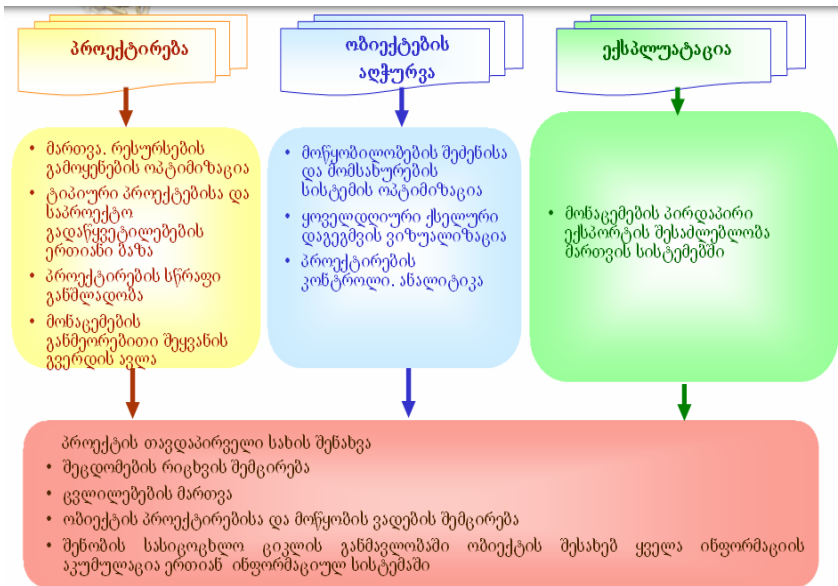 პროექტირება
ობიექტების
აღჭურვა
ექსპლუატაცია
• მართვა. რესურსების
გამოყენების ოპტიმიზაცია
• ტიპიური პროექტებისა და
საპროექტო
გადაწყვეტილებების
ერთიანი ბაზა
• პროექტირების სწრაფი
განშლადობა
• მონაცემების
განმეორებითი შეყვანის
გვერდის ავლა
• მოწყობილობების შეძენისა
და მომსახურების
სისტემის ოპტიმიზაცია
• ყოველდღიური ქსელური
დაგეგმვის ვიზუალიზაცია
• პროექტირების
კონტროლი. ანალიტიკა
• მონაცემების პირდაპირი
ექსპორტის შესაძლებლობა
მართვის სისტემებში
პროექტის თავდაპირველი სახის შენახვა
• შეცდომების რიცხვის შემცირება
• ცვლილებების მართვა
• ობიექტის პროექტირებისა და მოწყობის ვადების შემცირება
• შენობის სასიცოცხლო ციკლის განმავლობაში ობიექტის შესახებ ყველა ინფორმაციის
აკუმულაცია ერთიან ინფორმაციულ სისტემაში